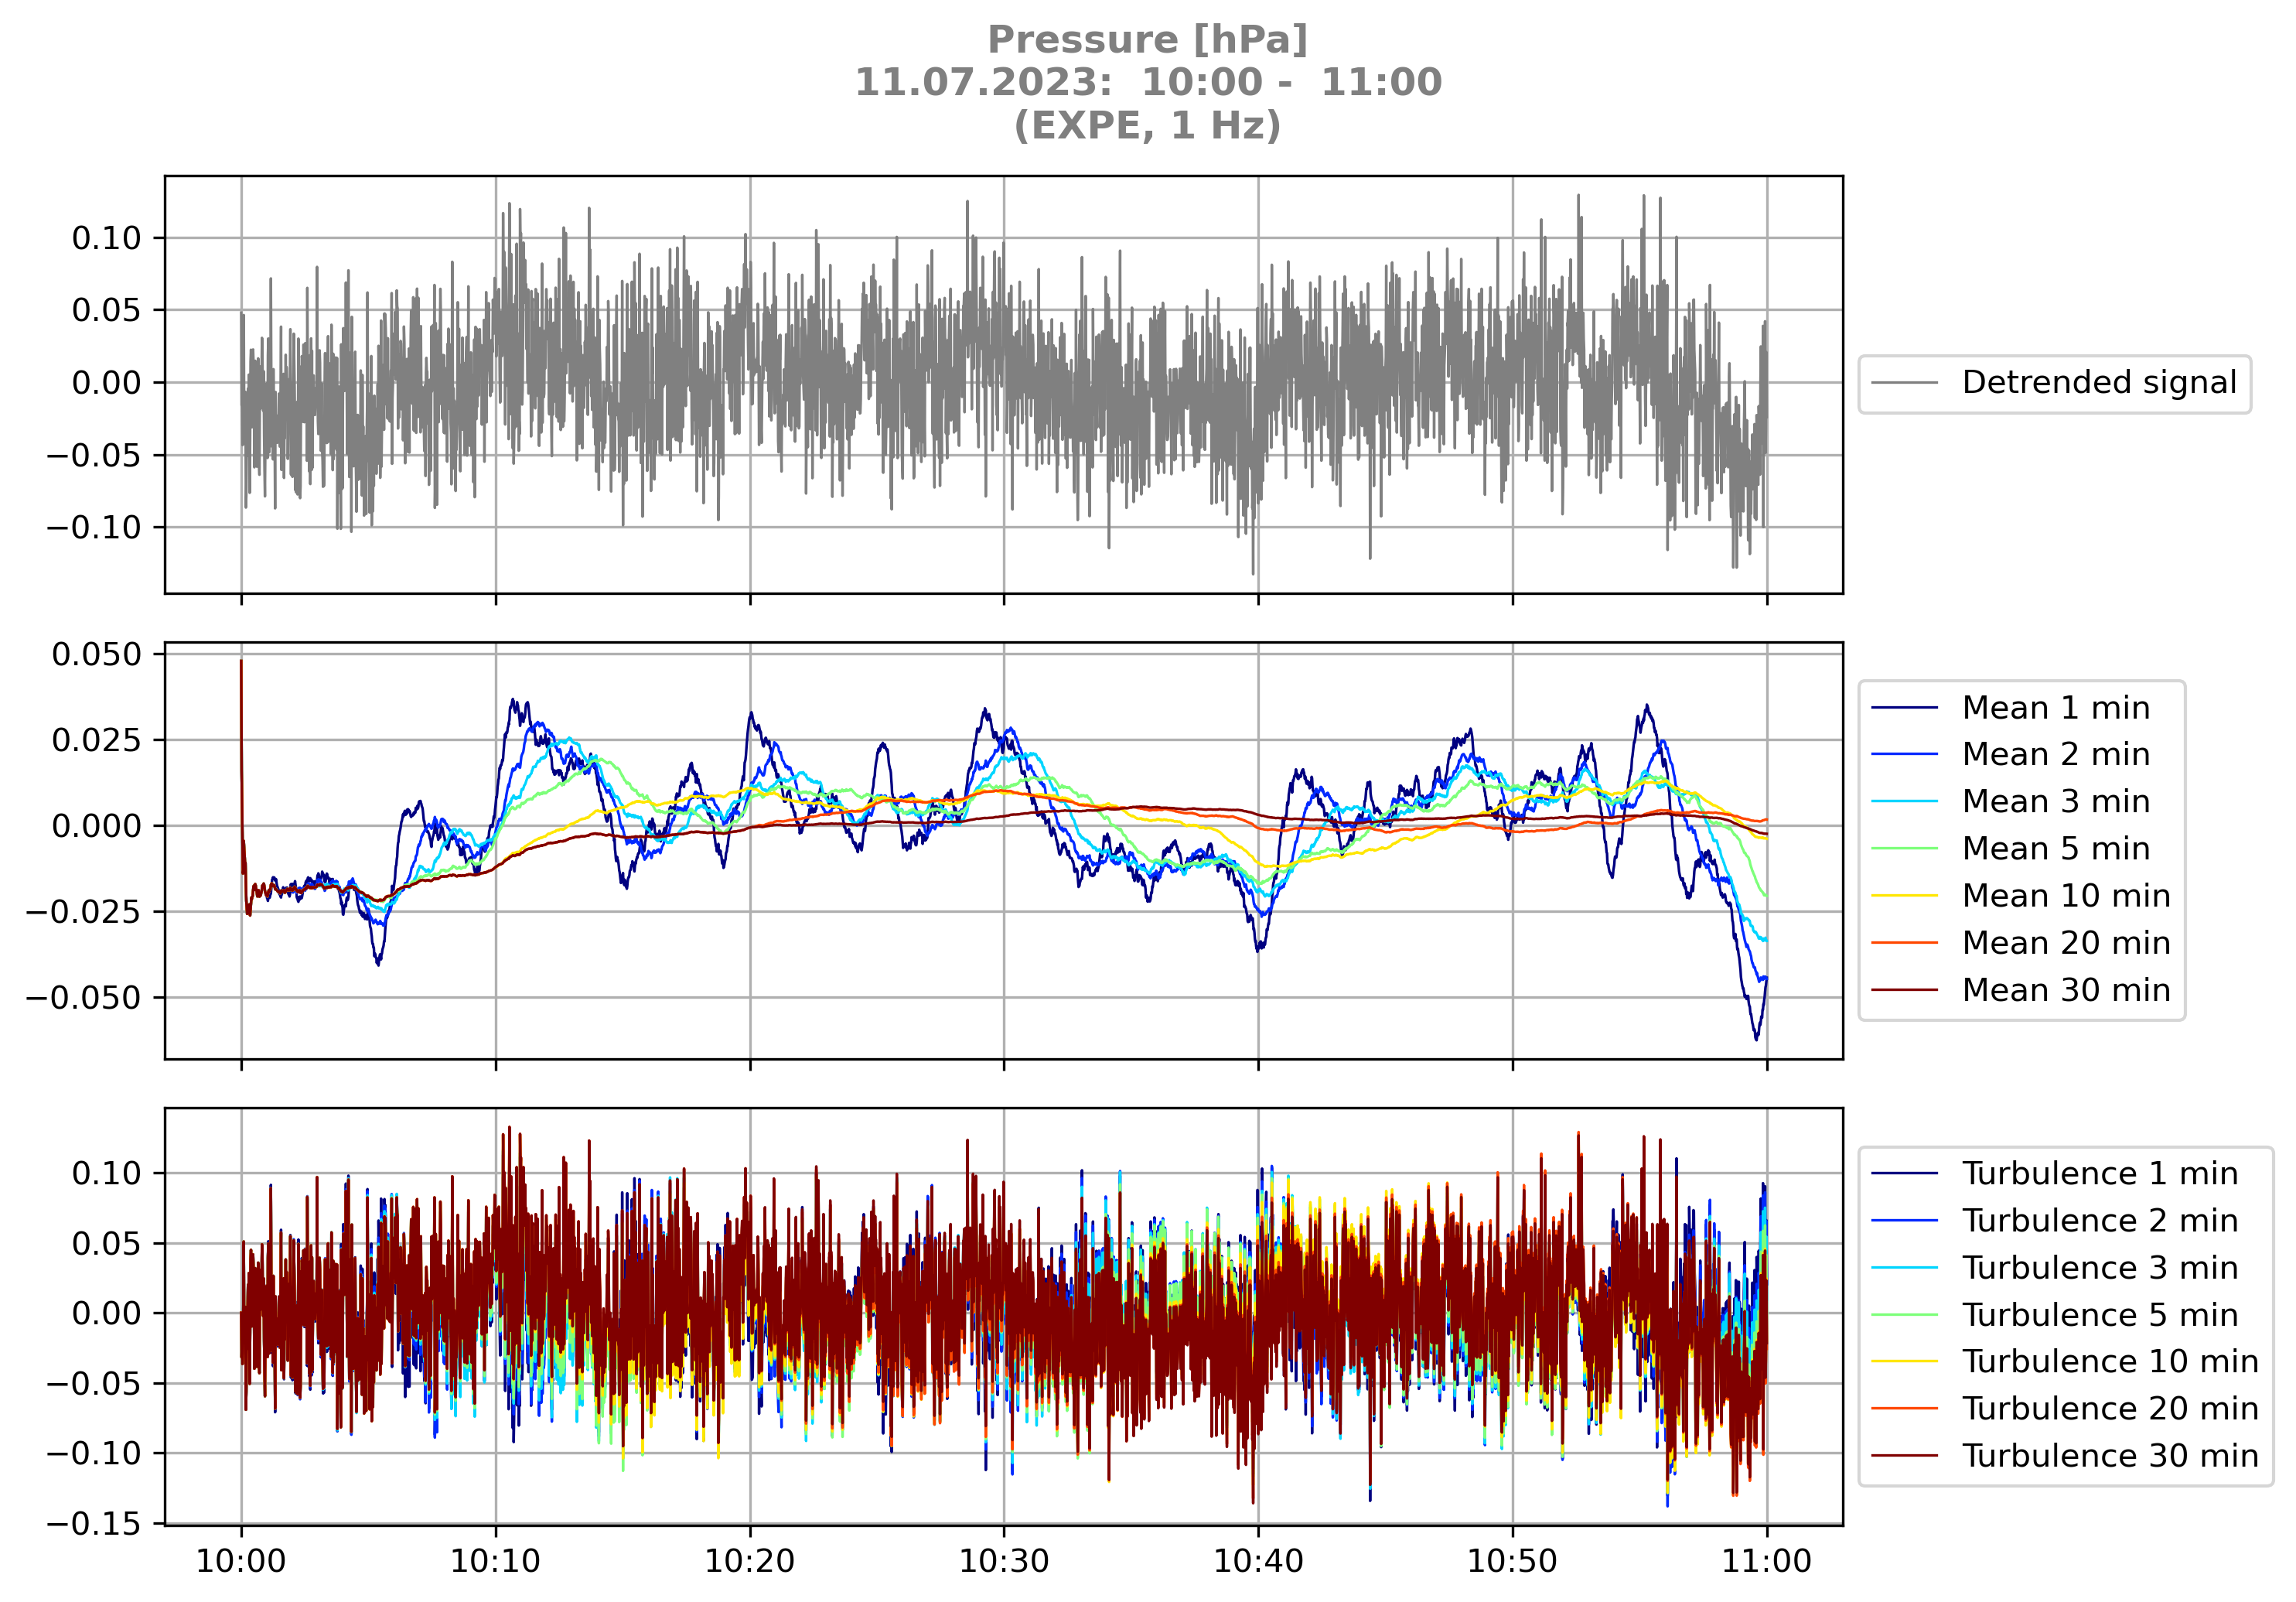 Pressure [hPa]
11.07.2023:  10:00 -  11:00
(EXPE, 1 Hz)
0.10
0.05
0.00
−0.05
−0.10
Detrended signal
0.050
0.025
0.000
−0.025
−0.050
Mean 1 min
Mean 2 min
Mean 3 min
Mean 5 min
Mean 10 min
Mean 20 min
Mean 30 min
0.10
0.05
0.00
−0.05
−0.10
−0.15
Turbulence 1 min
Turbulence 2 min
Turbulence 3 min
Turbulence 5 min
Turbulence 10 min
Turbulence 20 min
Turbulence 30 min
10:00 10:10 10:20 10:30 10:40 10:50 11:00